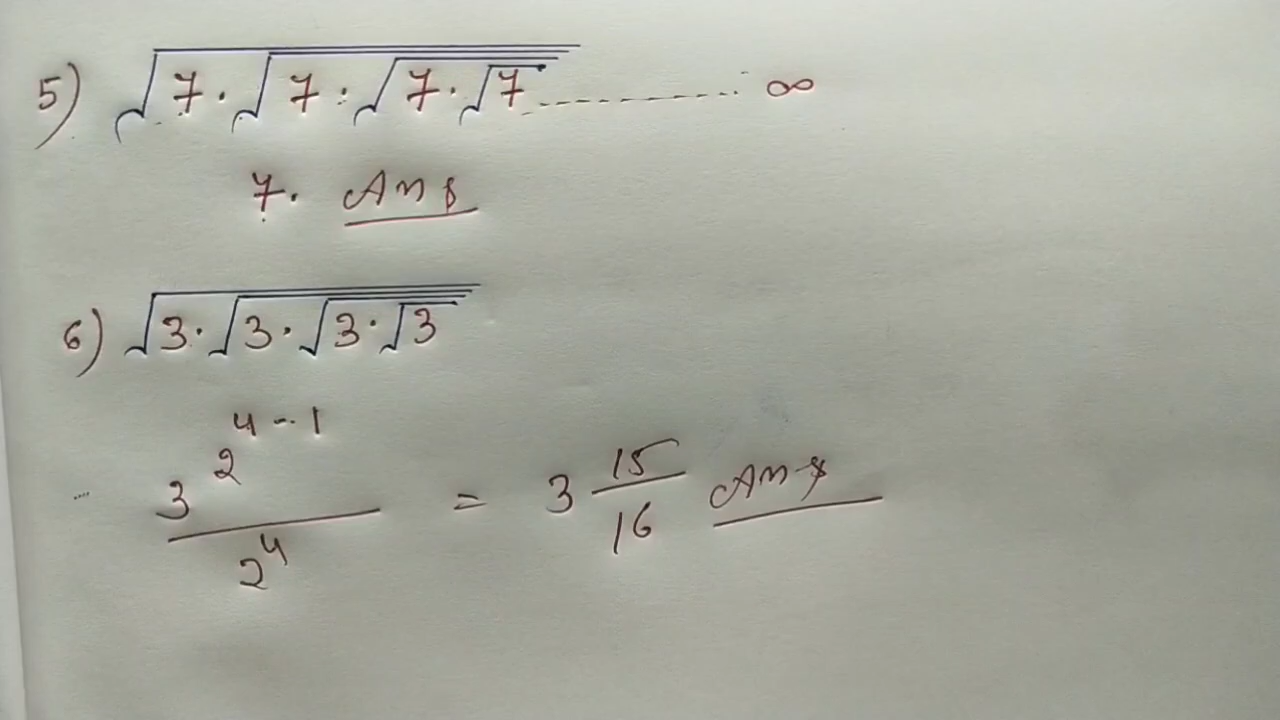 5) √7·√7·√7·√7 ---------- ∞
7. Ans
6) √3·√3·√3·√3
3^2^4-1 / 2^4 = 3 15/16 Ans